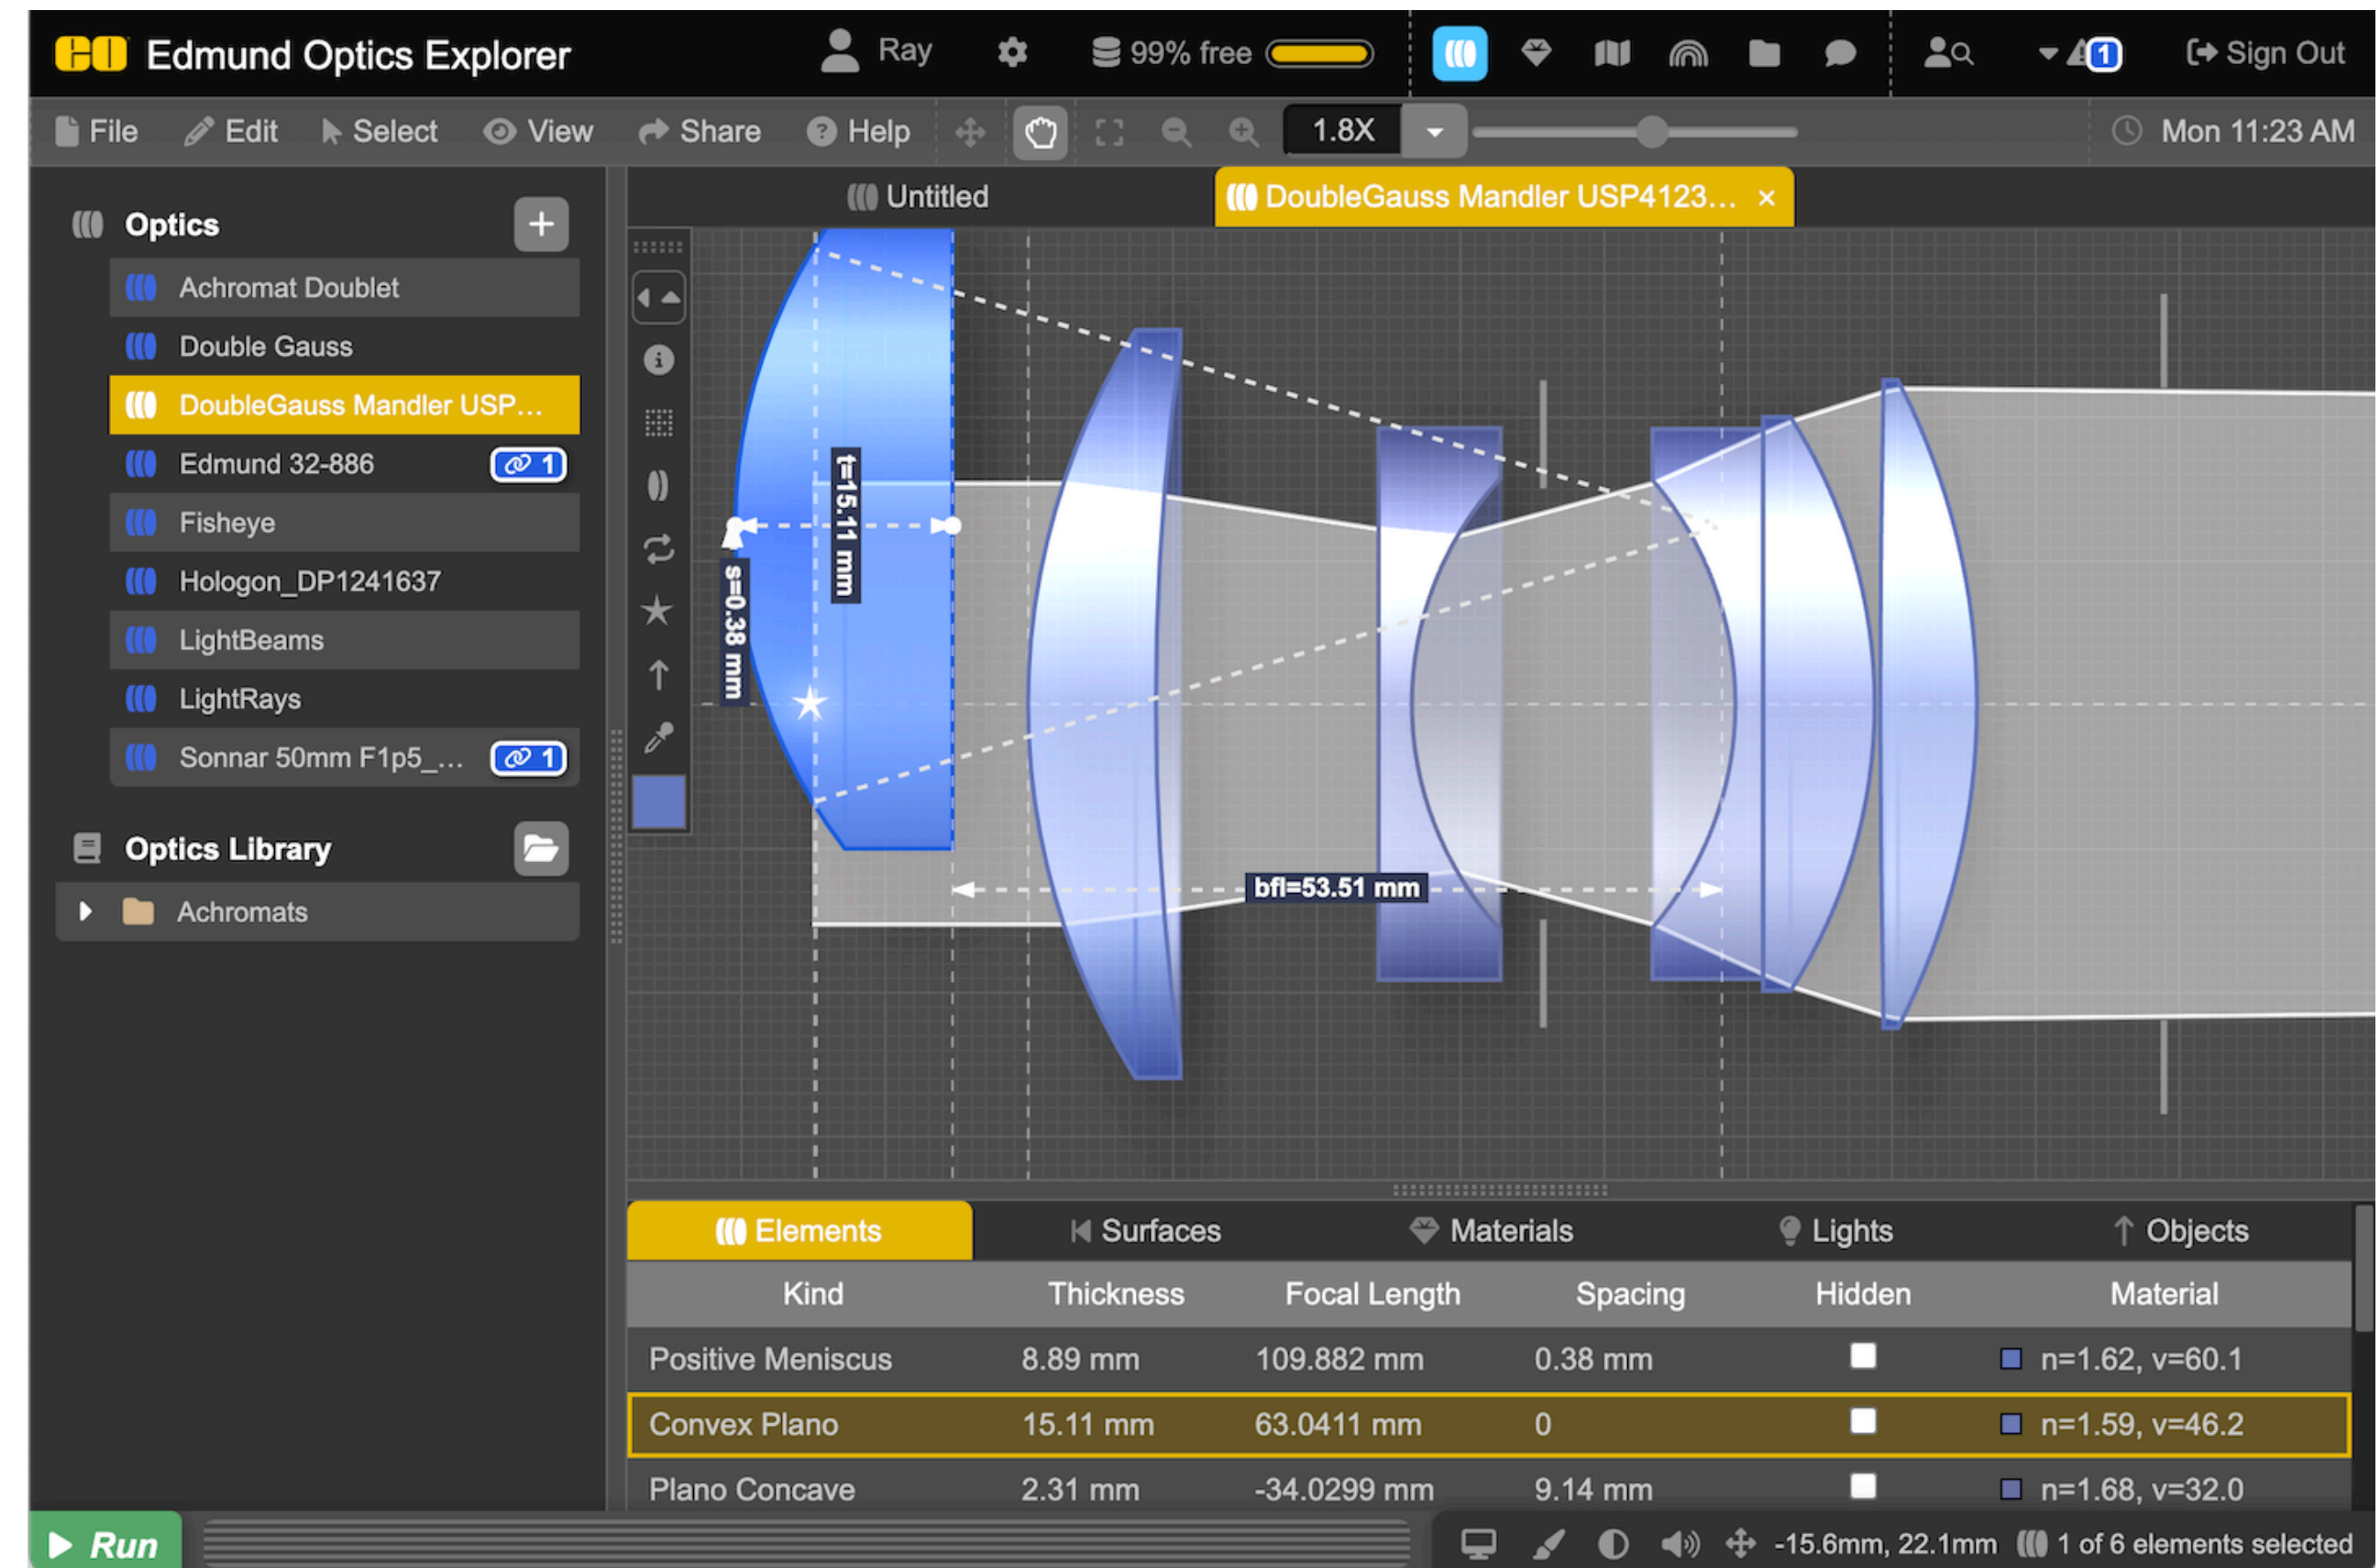 EO Edmund Optics Explorer Ray 99% free 1 Sign Out
File Edit Select View Share Help 1.8X Mon 11:23 AM
Optics
Achromat Doublet
Double Gauss
DoubleGauss Mandler USP...
Edmund 32-886 1
Fisheye
Hologon_DP1241637
LightBeams
LightRays
Sonnar 50mm F1p5_... 1
Optics Library
Achromats
Untitled DoubleGauss Mandler USP4123...
t=15.11 mm
s=0.38 mm
bfl=53.51 mm
Elements Surfaces Materials Lights Objects
Kind Thickness Focal Length Spacing Hidden Material
Positive Meniscus 8.89 mm 109.882 mm 0.38 mm n=1.62, v=60.1
Convex Plano 15.11 mm 63.0411 mm 0 n=1.59, v=46.2
Plano Concave 2.31 mm -34.0299 mm 9.14 mm n=1.68, v=32.0
Run -15.6mm, 22.1mm 1 of 6 elements selected